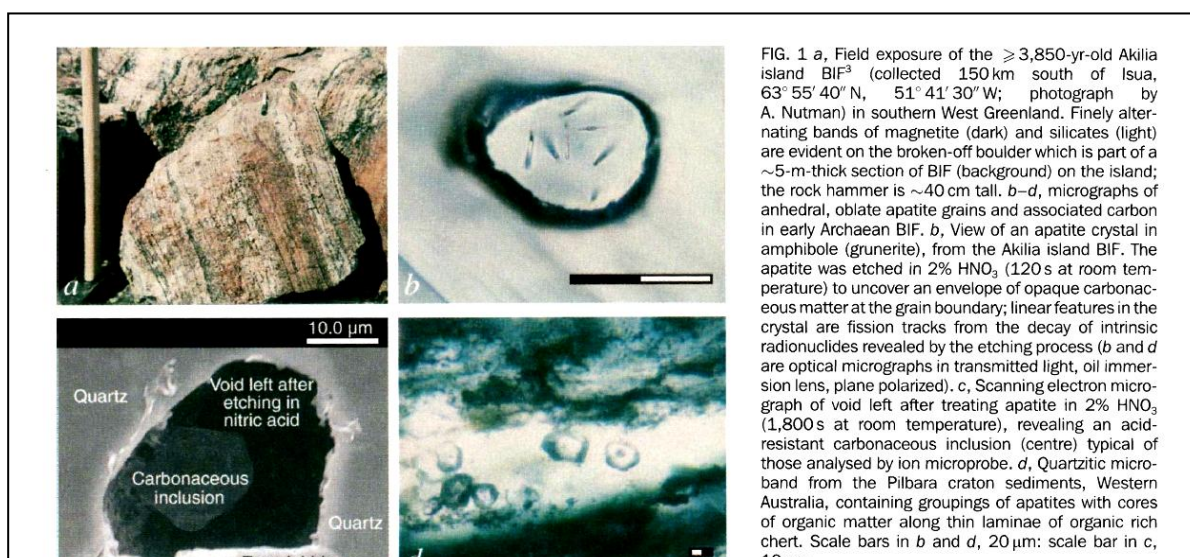 a
b
10.0 μm
Quartz
Void left after
etching in
nitric acid
Carbonaceous
inclusion
Quartz
FIG. 1 a, Field exposure of the ⩾3,850-yr-old Akilia
island BIF³ (collected 150 km south of Isua,
63° 55′ 40″ N, 51° 41′ 30″ W; photograph by
A. Nutman) in southern West Greenland. Finely alter-
nating bands of magnetite (dark) and silicates (light)
are evident on the broken-off boulder which is part of a
~5-m-thick section of BIF (background) on the island;
the rock hammer is ~40 cm tall. b–d, micrographs of
anhedral, oblate apatite grains and associated carbon
in early Archaean BIF. b, View of an apatite crystal in
amphibole (grunerite), from the Akilia island BIF. The
apatite was etched in 2% HNO₃ (120 s at room tem-
perature) to uncover an envelope of opaque carbonac-
eous matter at the grain boundary; linear features in the
crystal are fission tracks from the decay of intrinsic
radionuclides revealed by the etching process (b and d
are optical micrographs in transmitted light, oil immer-
sion lens, plane polarized). c, Scanning electron micro-
graph of void left after treating apatite in 2% HNO₃
(1,800 s at room temperature), revealing an acid-
resistant carbonaceous inclusion (centre) typical of
those analysed by ion microprobe. d, Quartzitic micro-
band from the Pilbara craton sediments, Western
Australia, containing groupings of apatites with cores
of organic matter along thin laminae of organic rich
chert. Scale bars in b and d, 20 μm: scale bar in c,